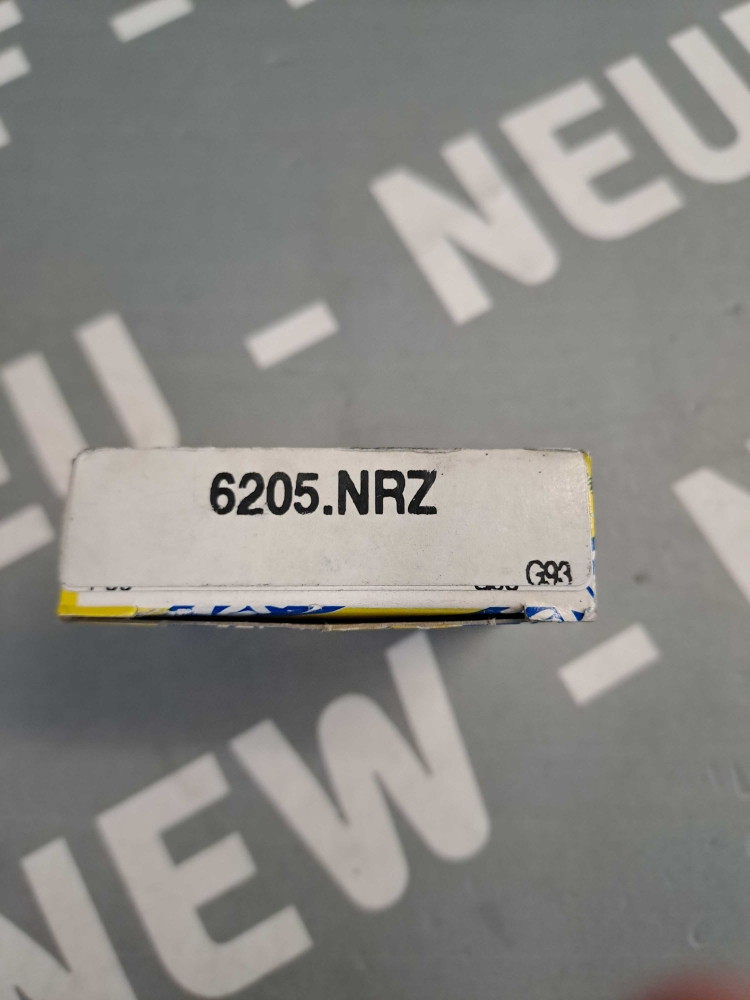 - NEU
U -
6205.NRZ
G93
NEW -